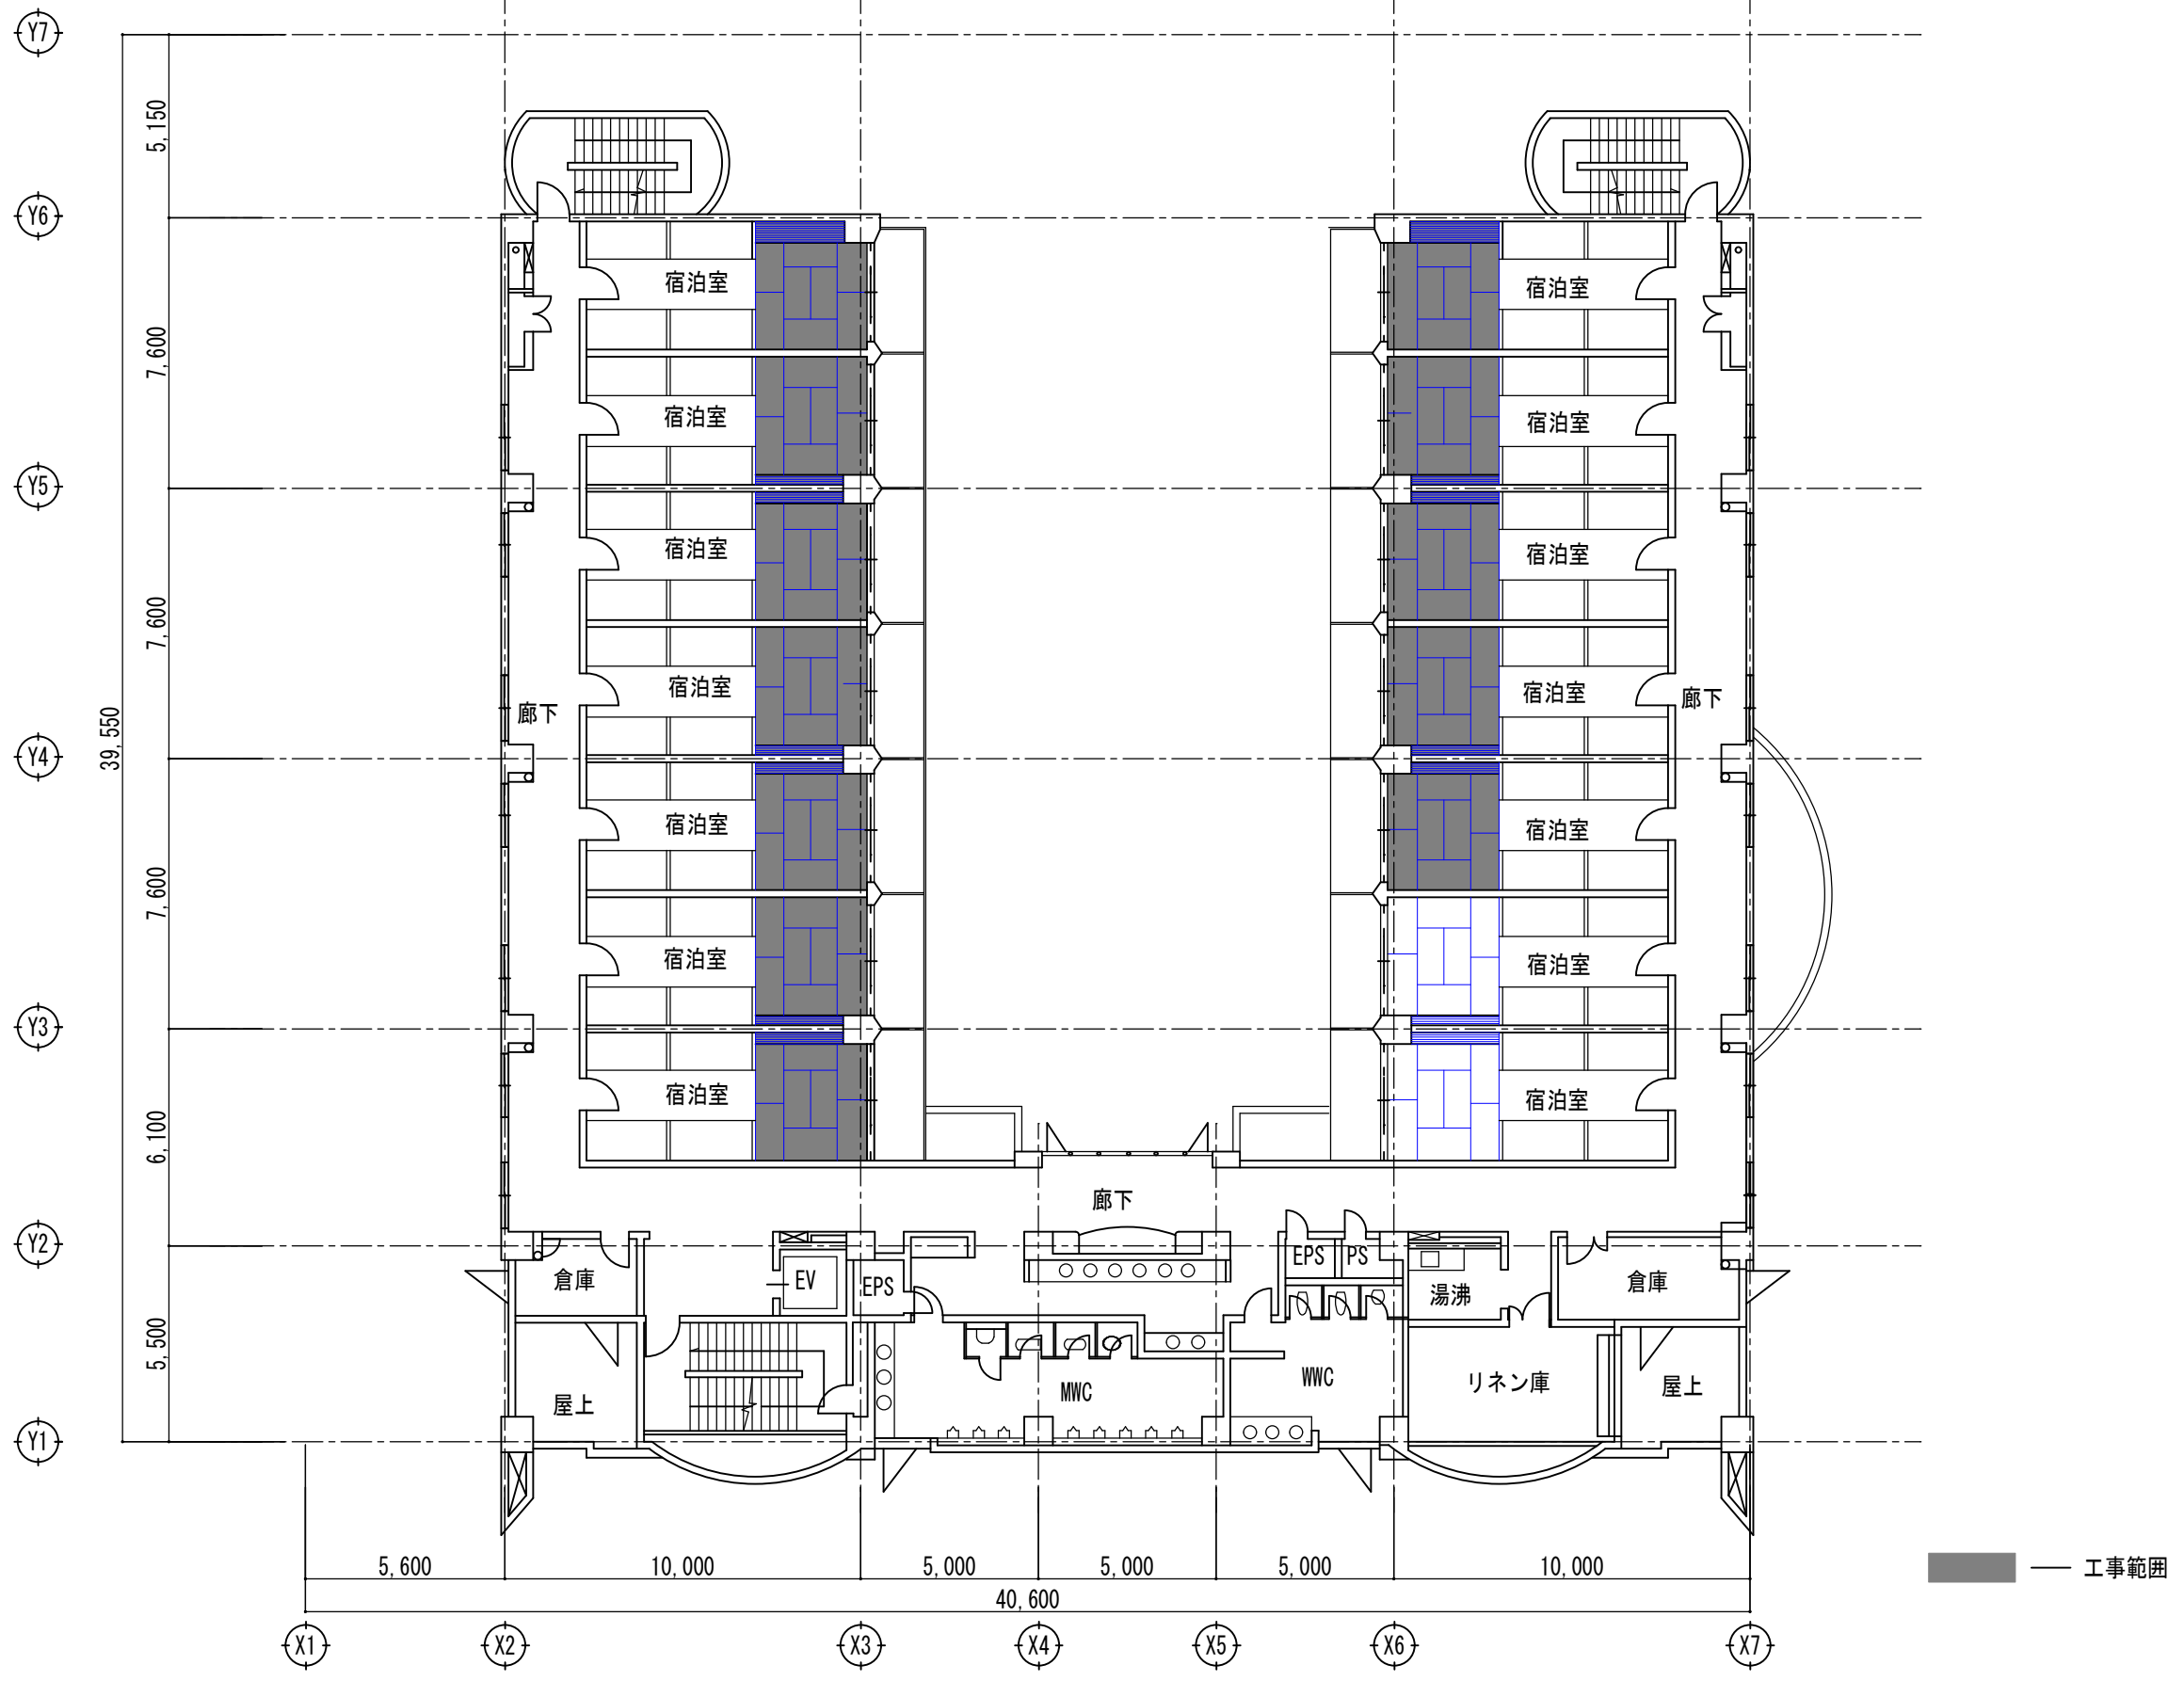 Y7
5,150
Y6
宿泊室
宿泊室
7,600
宿泊室
宿泊室
Y5
宿泊室
宿泊室
7,600
宿泊室
宿泊室
廊下
廊下
39,550
Y4
宿泊室
宿泊室
7,600
宿泊室
宿泊室
Y3
宿泊室
宿泊室
6,100
廊下
Y2
EPS
PS
倉庫
EV
EPS
湯沸
倉庫
5,500
屋上
MWC
WWC
リネン庫
屋上
Y1
5,600
10,000
5,000
5,000
5,000
10,000
工事範囲
40,600
X1
X2
X3
X4
X5
X6
X7